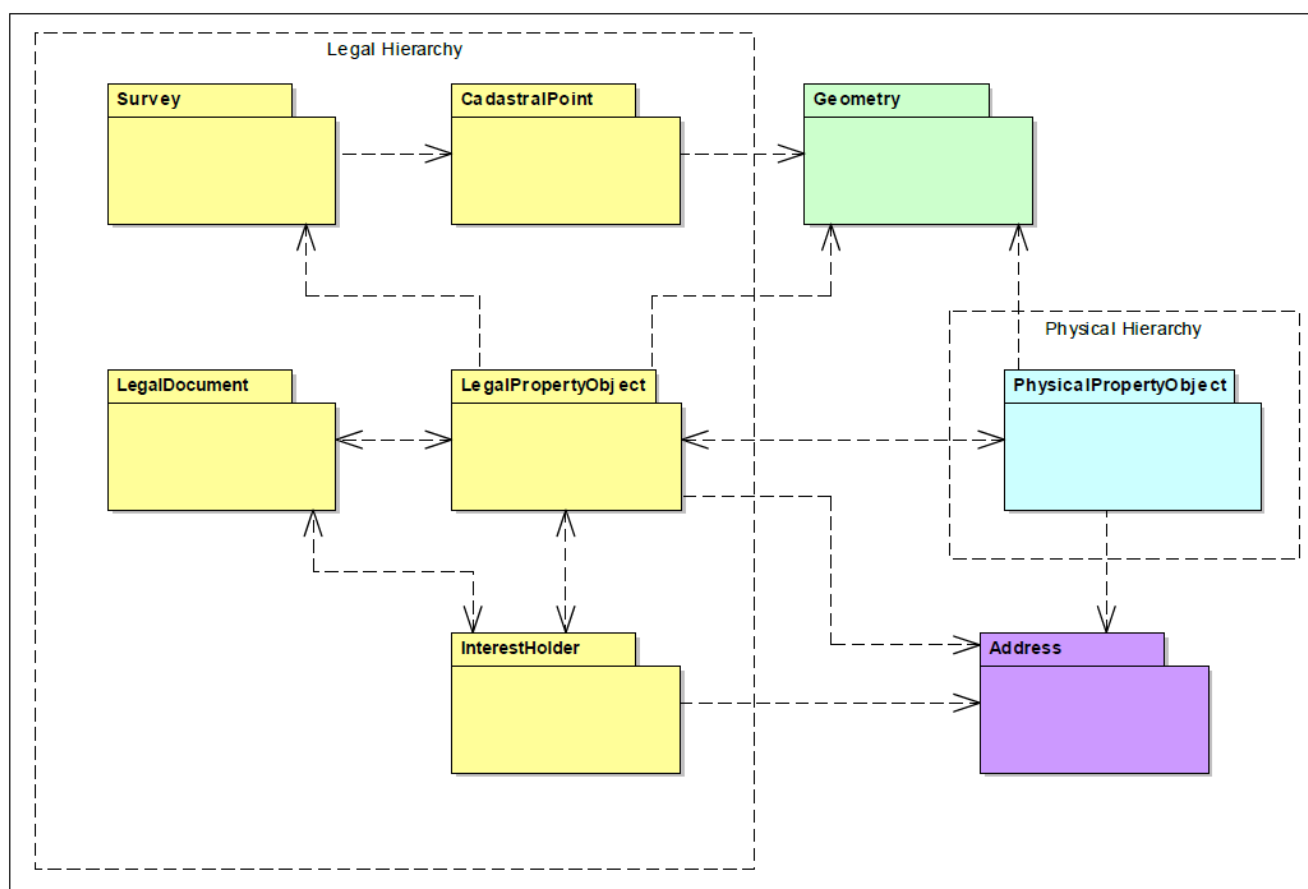 Legal Hierarchy
Survey
CadastralPoint
Geometry
Physical Hierarchy
LegalDocument
LegalPropertyObject
PhysicalPropertyObject
InterestHolder
Address